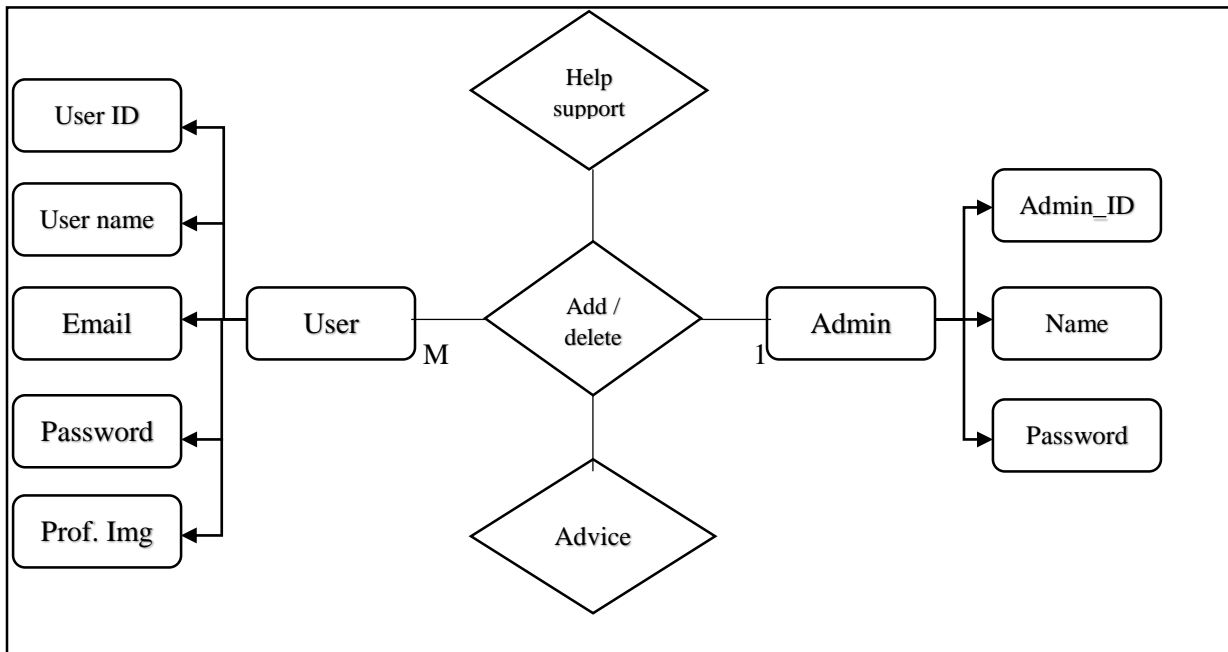 Help
support
User ID
User name
Email
Password
Prof. Img
User
M
Add /
delete
1
Admin
Admin_ID
Name
Password
Advice